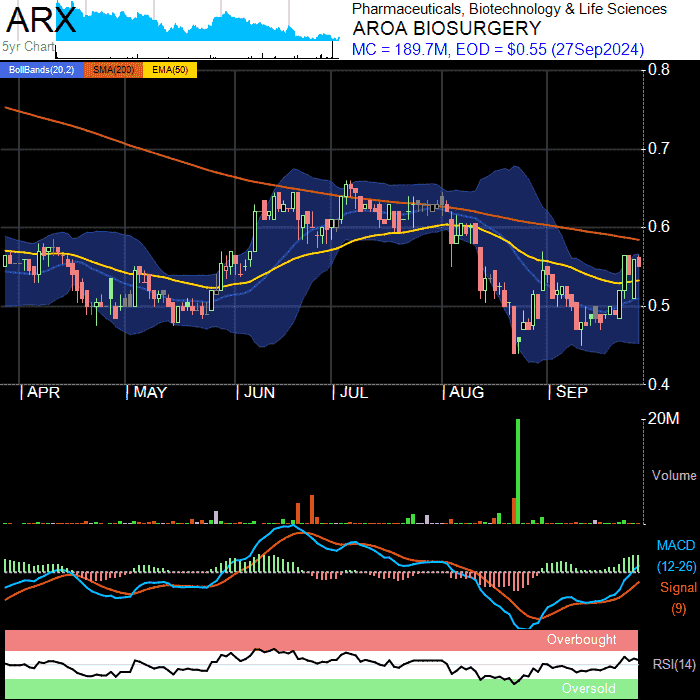 ARX
5yr Chart
Pharmaceuticals, Biotechnology & Life Sciences
AROA BIOSURGERY
MC = 189.7M, EOD = $0.55 (27Sep2024)
BollBands(20,2) SMA(200) EMA(50)
0.8
0.7
0.6
0.5
0.4
| APR | MAY | JUN | JUL | AUG | SEP
20M
Volume
MACD
(12-26)
Signal
(9)
Overbought
RSI(14)
Oversold